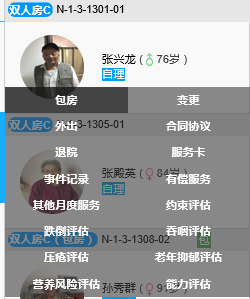 双人房C N-1-3-1301-01
张兴龙 ( 76岁 )
自理
包房 变更
双人房C N-1-3-1305-01
外出 合同协议
退院 服务卡
张殿英 ( 84岁 )
事件记录 有偿服务
自理
其他月度服务 约束评估
跌倒评估 吞咽评估
双人房C（包房） N-1-3-1308-02 包
压疮评估 老年抑郁评估
营养风险评估 能力评估
孙秀群 ( 91岁 )